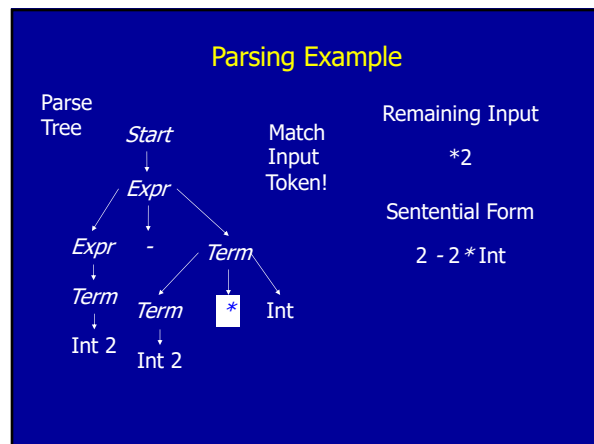 Parsing Example
Parse
Tree
Start
Expr
Expr - Term
Term Term * Int
Int 2 Int 2
Match
Input
Token!
Remaining Input
*2
Sentential Form
2 - 2 * Int